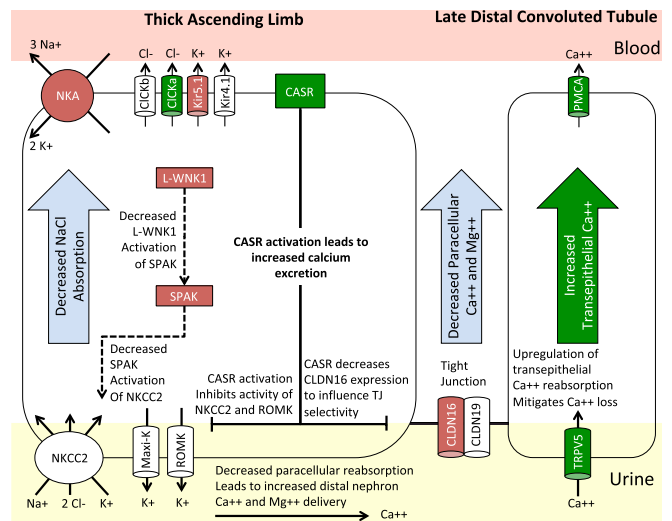 Thick Ascending Limb
Late Distal Convoluted Tubule
Blood
3 Na+
Cl-
Cl-
K+
K+
Ca++
NKA
ClCKb
ClCKa
Kir5.1
Kir4.1
CASR
PMCA
2 K+
L-WNK1
Decreased
L-WNK1
Activation
of SPAK
Decreased NaCl
Absorption
CASR activation leads to
increased calcium
excretion
Decreased Paracellular
Ca++ and Mg++
Increased
Transepithelial Ca++
SPAK
Decreased
SPAK
Activation
Of NKCC2
CASR activation
Inhibits activity of
NKCC2 and ROMK
CASR decreases
CLDN16 expression
to influence TJ
selectivity
Tight
Junction
Upregulation of
transepithelial
Ca++ reabsorption
Mitigates Ca++ loss
NKCC2
Maxi-K
ROMK
CLDN16
CLDN19
TRPV5
Decreased paracellular reabsorption
Leads to increased distal nephron
Ca++ and Mg++ delivery
Urine
Na+
2 Cl-
K+
K+
K+
Ca++
Ca++